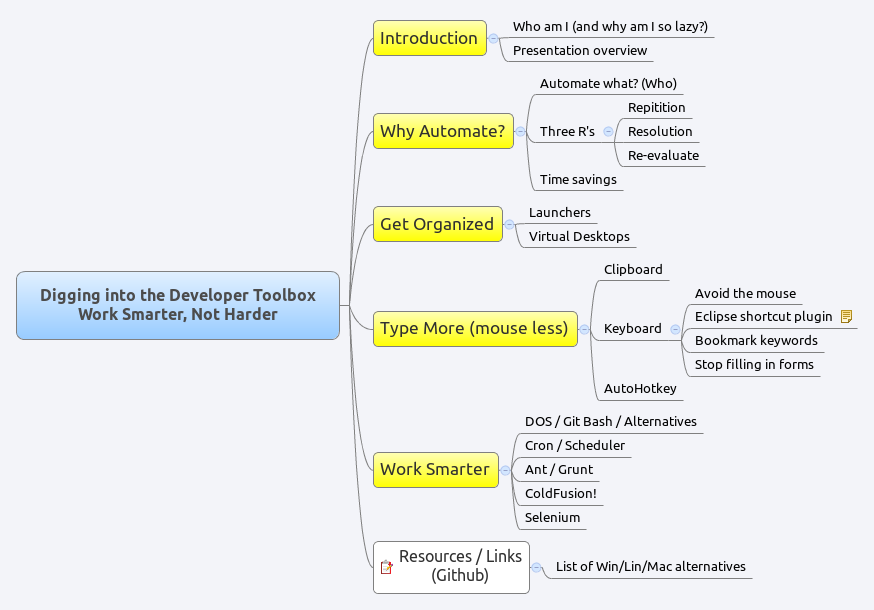 Digging into the Developer Toolbox
Work Smarter, Not Harder
Introduction
Who am I (and why am I so lazy?)
Presentation overview
Why Automate?
Automate what? (Who)
Three R's
Repitition
Resolution
Re-evaluate
Time savings
Get Organized
Launchers
Virtual Desktops
Type More (mouse less)
Clipboard
Keyboard
Avoid the mouse
Eclipse shortcut plugin
Bookmark keywords
Stop filling in forms
AutoHotkey
Work Smarter
DOS / Git Bash / Alternatives
Cron / Scheduler
Ant / Grunt
ColdFusion!
Selenium
Resources / Links
(Github)
List of Win/Lin/Mac alternatives